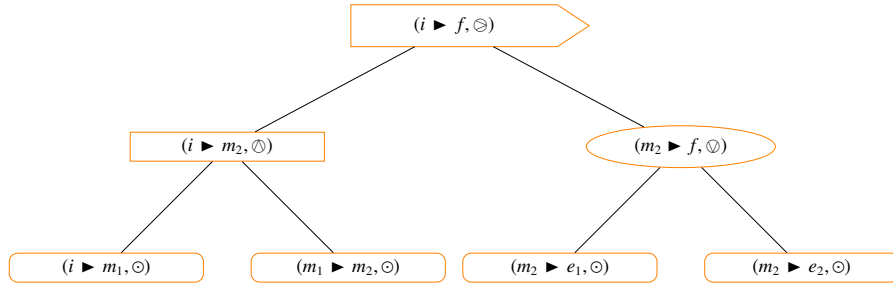 (i ► f, ⧁)
(i ► m₂, ⦷)
(m₂ ► f, ⦶)
(i ► m₁, ⊙)
(m₁ ► m₂, ⊙)
(m₂ ► e₁, ⊙)
(m₂ ► e₂, ⊙)